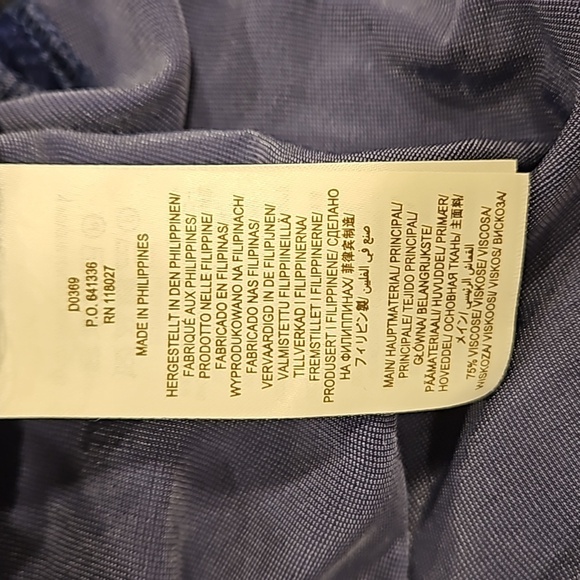 D0369
P.O. 641336
RN 118027
MADE IN PHILIPPINES
HERGESTELLT IN DEN PHILIPPINEN/
FABRIQUÉ AUX PHILIPPINES/
PRODOTTO NELLE FILIPPINE/
FABRICADO EN FILIPINAS/
WYPRODUKOWANO NA FILIPINACH/
FABRICADO NAS FILIPINAS/
VERVAARDIGD IN DE FILIPIJNEN/
VALMISTETTU FILIPPIINEILLÄ/
TILLVERKAD I FILIPPINERNA/
FREMSTILLET I FILIPPINERNE/
PRODUSERT I FILIPPINENE/ СДЕЛАНО
НА ФИЛИППИНАХ/ 菲律宾制造/
フィリピン製/ صنع في الفلبين/
MAIN/ HAUPTMATERIAL/ PRINCIPAL/
PRINCIPALE/ TEJIDO PRINCIPAL/
GŁÓWNA/ BELANGRIJKSTE/
PÄÄMATERIAALI/ HUVUDDEL/ PRIMÆR/
HOVEDDEL/ ОСНОВНАЯ ТКАНЬ/ 主面料/
メイン/ القماش الرئيسي/
75% VISCOSE/ VISKOSE/ VISCOSA/
WISKOZA/ VISKOOSI/ VISKOS/ ВИСКОЗА/